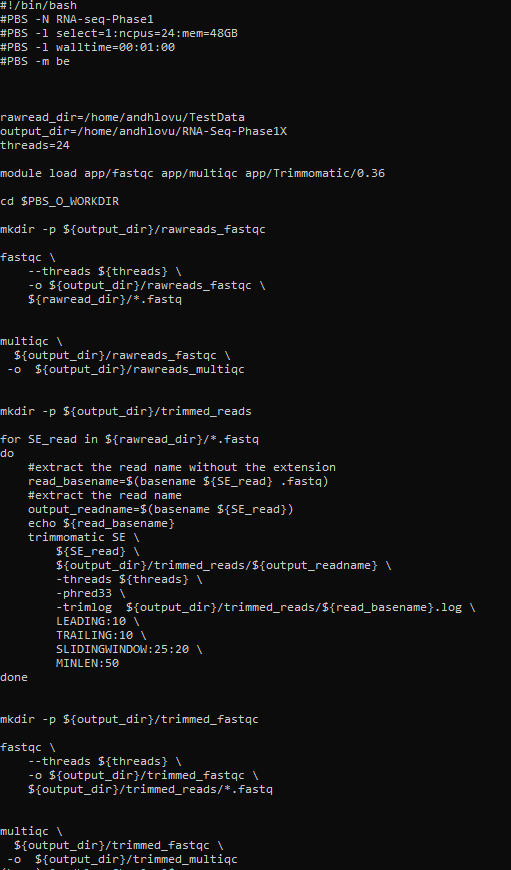 #!/bin/bash
#PBS -N RNA-seq-Phase1
#PBS -l select=1:ncpus=24:mem=48GB
#PBS -l walltime=00:01:00
#PBS -m be
rawread_dir=/home/andhlovu/TestData
output_dir=/home/andhlovu/RNA-Seq-Phase1X
threads=24
module load app/fastqc app/multiqc app/Trimmomatic/0.36
cd $PBS_O_WORKDIR
mkdir -p ${output_dir}/rawreads_fastqc
fastqc \
    --threads ${threads} \
    -o ${output_dir}/rawreads_fastqc \
    ${rawread_dir}/*.fastq
multiqc \
  ${output_dir}/rawreads_fastqc \
 -o  ${output_dir}/rawreads_multiqc
mkdir -p ${output_dir}/trimmed_reads
for SE_read in ${rawread_dir}/*.fastq
do
    #extract the read name without the extension
    read_basename=$(basename ${SE_read} .fastq)
    #extract the read name
    output_readname=$(basename ${SE_read})
    echo ${read_basename}
    trimmomatic SE \
        ${SE_read} \
        ${output_dir}/trimmed_reads/${output_readname} \
        -threads ${threads} \
        -phred33 \
        -trimlog  ${output_dir}/trimmed_reads/${read_basename}.log \
        LEADING:10 \
        TRAILING:10 \
        SLIDINGWINDOW:25:20 \
        MINLEN:50
done
mkdir -p ${output_dir}/trimmed_fastqc
fastqc \
    --threads ${threads} \
    -o ${output_dir}/trimmed_fastqc \
    ${output_dir}/trimmed_reads/*.fastq
multiqc \
  ${output_dir}/trimmed_fastqc \
 -o  ${output_dir}/trimmed_multiqc